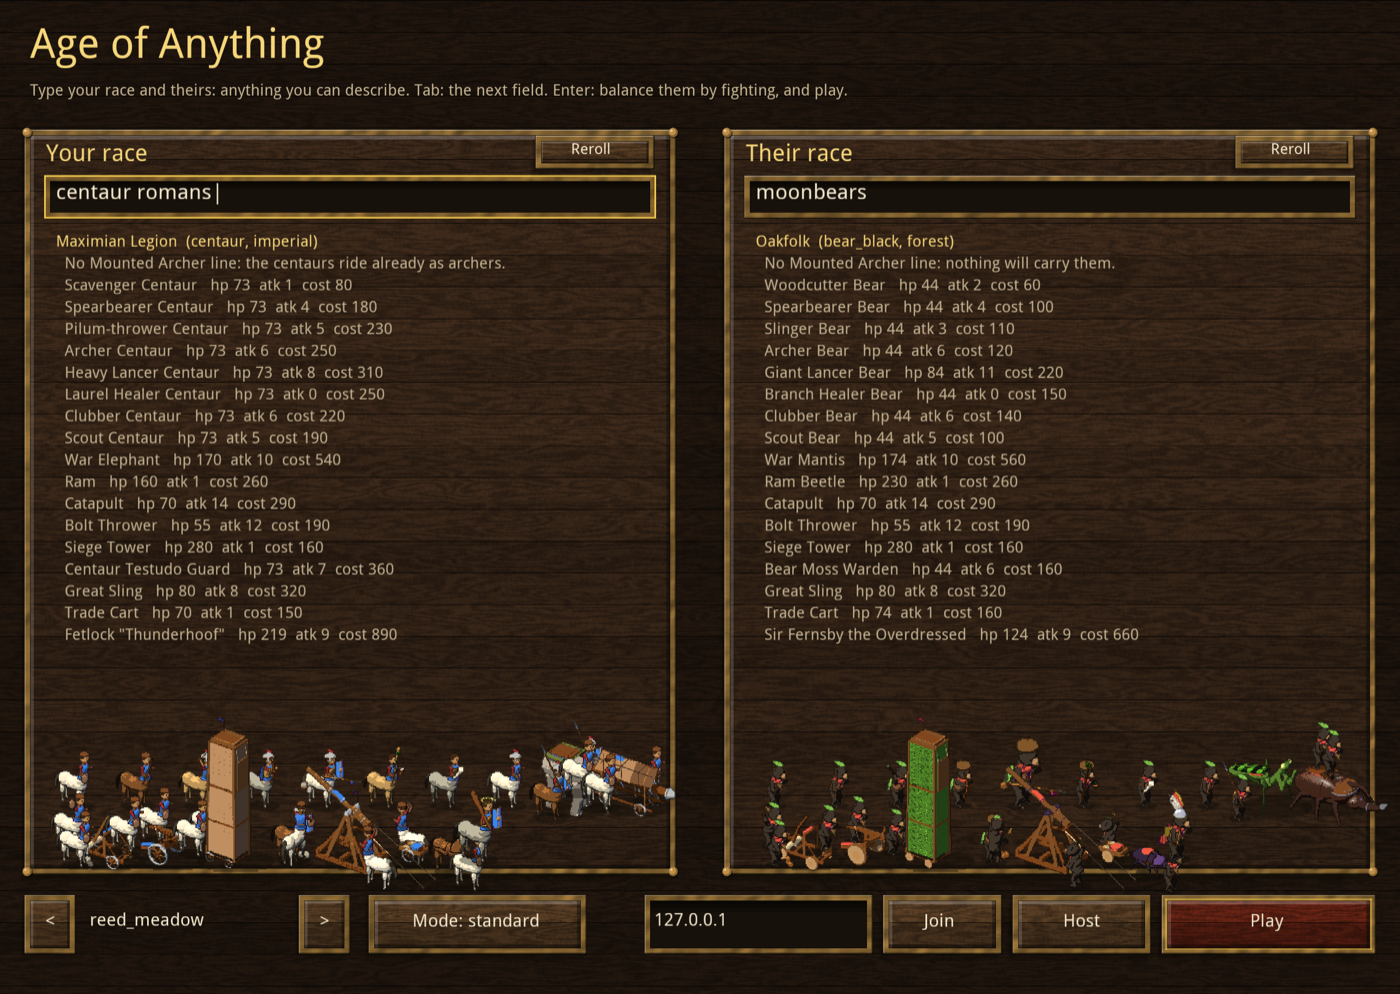 Age of Anything
Type your race and theirs: anything you can describe. Tab: the next field. Enter: balance them by fighting, and play.
Your race
Reroll
centaur romans
Maximian Legion (centaur, imperial)
No Mounted Archer line: the centaurs ride already as archers.
Scavenger Centaur hp 73 atk 1 cost 80
Spearbearer Centaur hp 73 atk 4 cost 180
Pilum-thrower Centaur hp 73 atk 5 cost 230
Archer Centaur hp 73 atk 6 cost 250
Heavy Lancer Centaur hp 73 atk 8 cost 310
Laurel Healer Centaur hp 73 atk 0 cost 250
Clubber Centaur hp 73 atk 6 cost 220
Scout Centaur hp 73 atk 5 cost 190
War Elephant hp 170 atk 10 cost 540
Ram hp 160 atk 1 cost 260
Catapult hp 70 atk 14 cost 290
Bolt Thrower hp 55 atk 12 cost 190
Siege Tower hp 280 atk 1 cost 160
Centaur Testudo Guard hp 73 atk 7 cost 360
Great Sling hp 80 atk 8 cost 320
Trade Cart hp 70 atk 1 cost 150
Fetlock "Thunderhoof" hp 219 atk 9 cost 890
Their race
Reroll
moonbears
Oakfolk (bear_black, forest)
No Mounted Archer line: nothing will carry them.
Woodcutter Bear hp 44 atk 2 cost 60
Spearbearer Bear hp 44 atk 4 cost 100
Slinger Bear hp 44 atk 3 cost 110
Archer Bear hp 44 atk 6 cost 120
Giant Lancer Bear hp 84 atk 11 cost 220
Branch Healer Bear hp 44 atk 0 cost 150
Clubber Bear hp 44 atk 6 cost 140
Scout Bear hp 44 atk 5 cost 100
War Mantis hp 174 atk 10 cost 560
Ram Beetle hp 230 atk 1 cost 260
Catapult hp 70 atk 14 cost 290
Bolt Thrower hp 55 atk 12 cost 190
Siege Tower hp 280 atk 1 cost 160
Bear Moss Warden hp 44 atk 6 cost 160
Great Sling hp 80 atk 8 cost 320
Trade Cart hp 74 atk 1 cost 160
Sir Fernsby the Overdressed hp 124 atk 9 cost 660
<
reed_meadow
>
Mode: standard
127.0.0.1
Join
Host
Play